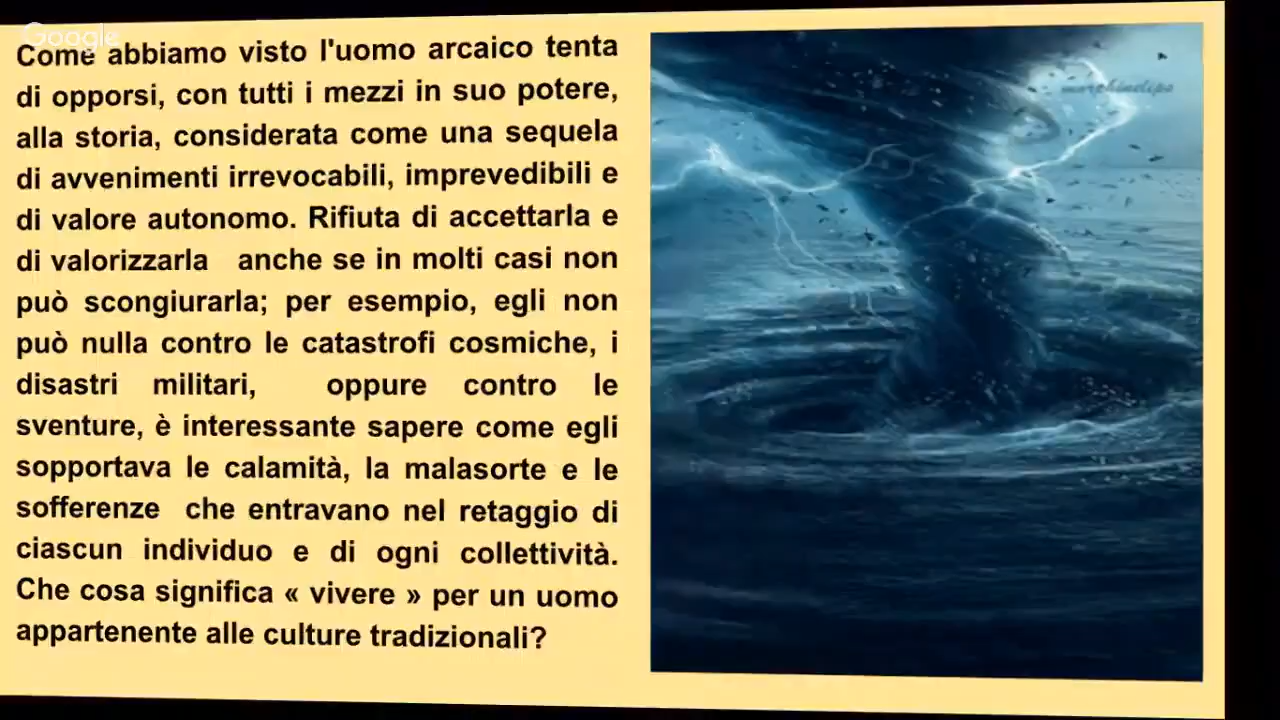 Google
Come abbiamo visto l'uomo arcaico tenta
di opporsi, con tutti i mezzi in suo potere,
alla storia, considerata come una sequela
di avvenimenti irrevocabili, imprevedibili e
di valore autonomo. Rifiuta di accettarla e
di valorizzarla anche se in molti casi non
può scongiurarla; per esempio, egli non
può nulla contro le catastrofi cosmiche, i
disastri militari, oppure contro le
sventure, è interessante sapere come egli
sopportava le calamità, la malasorte e le
sofferenze che entravano nel retaggio di
ciascun individuo e di ogni collettività.
Che cosa significa « vivere » per un uomo
appartenente alle culture tradizionali?
morphinelips